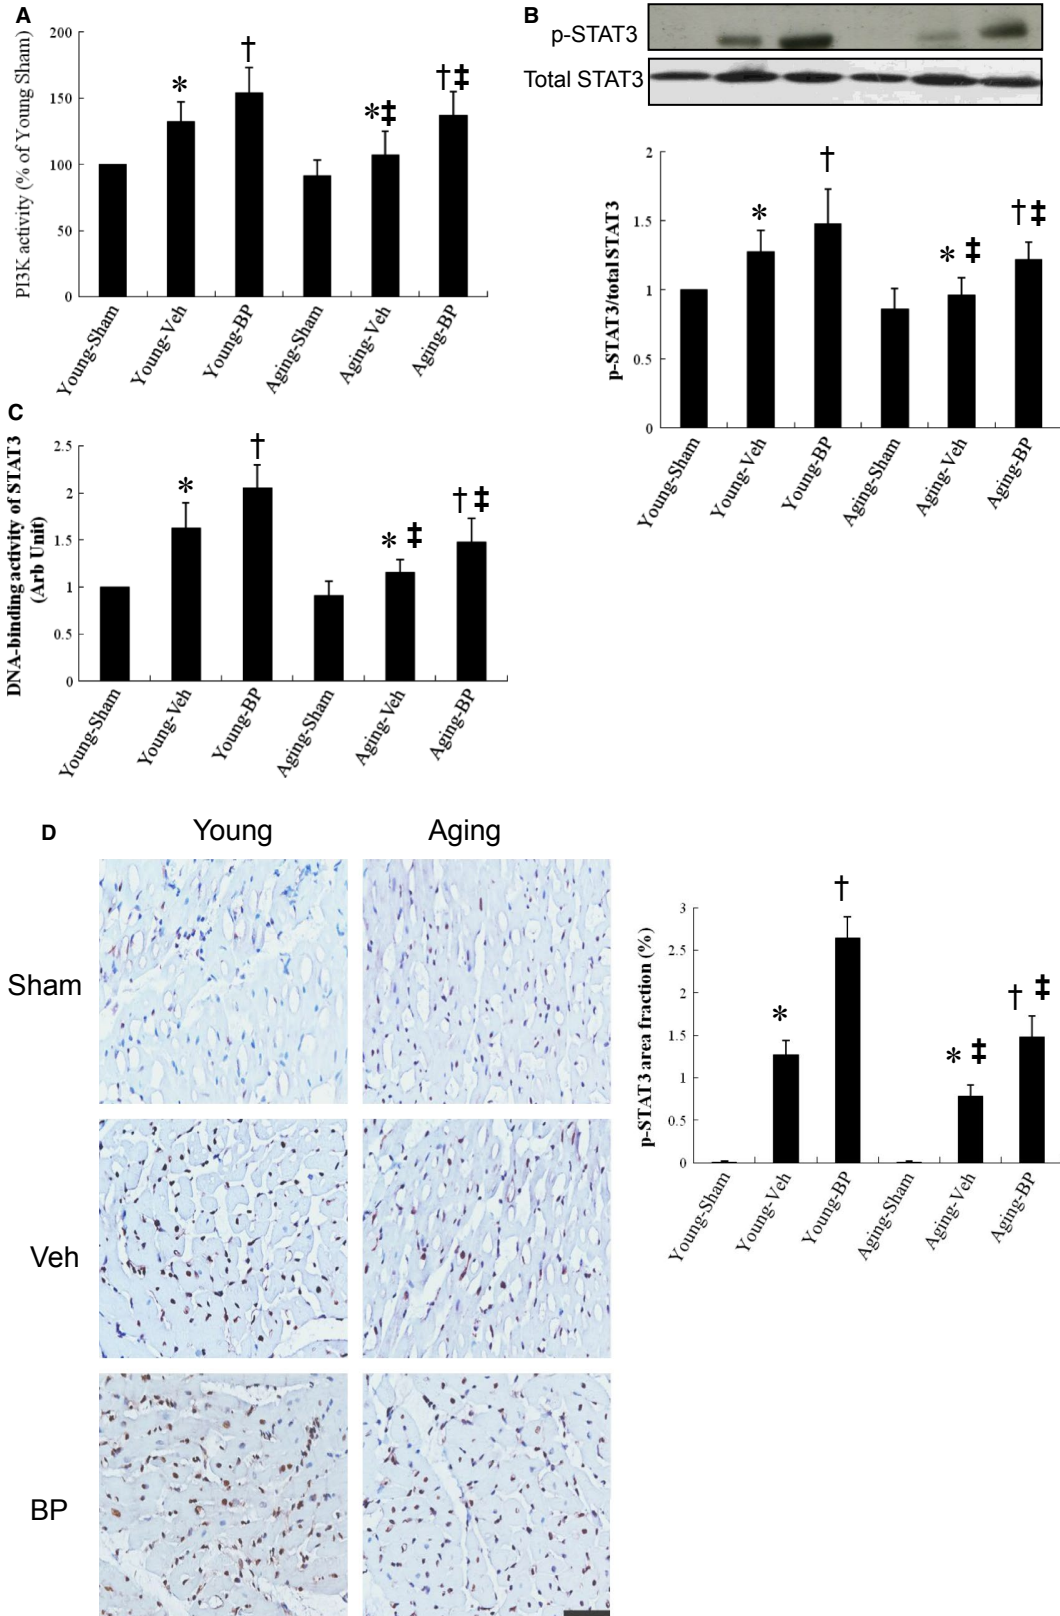 A
PI3K activity (% of Young Sham)
200
150
100
50
0
*
†
*‡
†‡
Young-Sham
Young-Veh
Young-BP
Aging-Sham
Aging-Veh
Aging-BP
B
p-STAT3
Total STAT3
p-STAT3/total STAT3
2
1.5
1
0.5
0
*
†
* ‡
† ‡
Young-Sham
Young-Veh
Young-BP
Aging-Sham
Aging-Veh
Aging-BP
C
DNA-binding activity of STAT3
(Arb Unit)
2.5
2
1.5
1
0.5
0
*
†
* ‡
† ‡
Young-Sham
Young-Veh
Young-BP
Aging-Sham
Aging-Veh
Aging-BP
D
Young Aging
Sham
Veh
BP
p-STAT3 area fraction (%)
3
2.5
2
1.5
1
0.5
0
*
†
* ‡
† ‡
Young-Sham
Young-Veh
Young-BP
Aging-Sham
Aging-Veh
Aging-BP